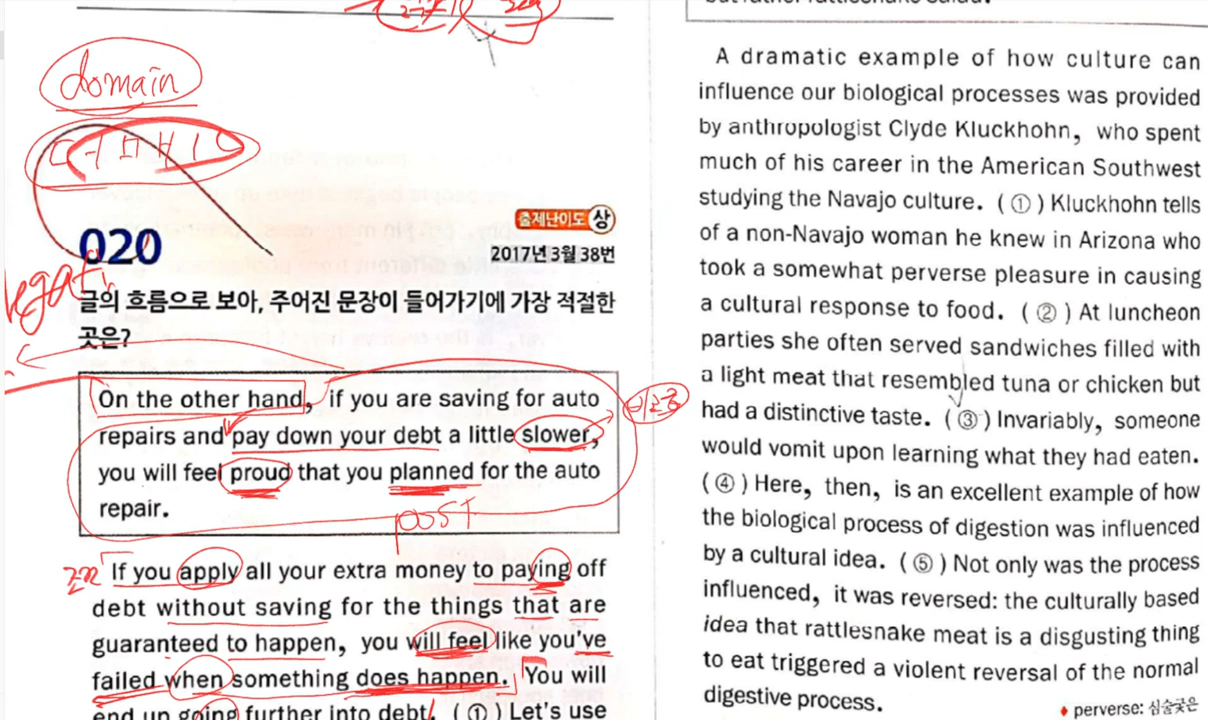 domain
020
출제난이도 상
2017년 3월 38번
글의 흐름으로 보아, 주어진 문장이 들어가기에 가장 적절한
곳은?
On the other hand, if you are saving for auto
repairs and pay down your debt a little slower,
you will feel proud that you planned for the auto
repair.
post
If you apply all your extra money to paying off
debt without saving for the things that are
guaranteed to happen, you will feel like you've
failed when something does happen. You will
end up going further into debt. ( ① ) Let's use
A dramatic example of how culture can
influence our biological processes was provided
by anthropologist Clyde Kluckhohn, who spent
much of his career in the American Southwest
studying the Navajo culture. ( ① ) Kluckhohn tells
of a non-Navajo woman he knew in Arizona who
took a somewhat perverse pleasure in causing
a cultural response to food. ( ② ) At luncheon
parties she often served sandwiches filled with
a light meat that resembled tuna or chicken but
had a distinctive taste. ( ③ ) Invariably, someone
would vomit upon learning what they had eaten.
( ④ ) Here, then, is an excellent example of how
the biological process of digestion was influenced
by a cultural idea. ( ⑤ ) Not only was the process
influenced, it was reversed: the culturally based
idea that rattlesnake meat is a disgusting thing
to eat triggered a violent reversal of the normal
digestive process.
♦ perverse: 심술궂은